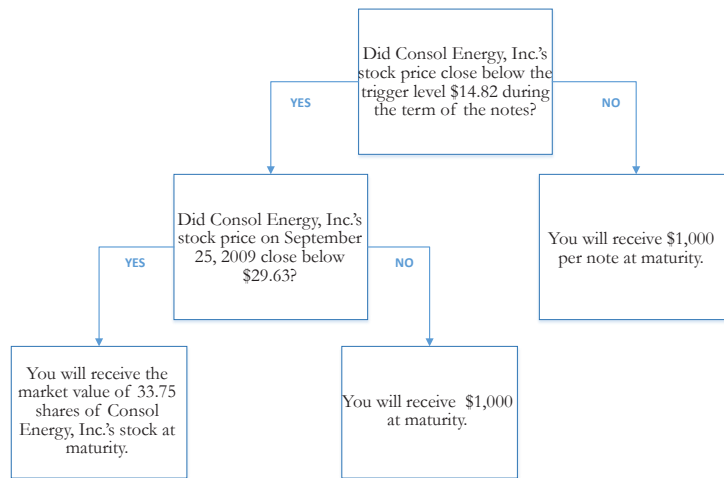 Did Consol Energy, Inc.'s
stock price close below the
trigger level $14.82 during
the term of the notes?
YES
NO
Did Consol Energy, Inc.'s
stock price on September
25, 2009 close below
$29.63?
You will receive $1,000
per note at maturity.
YES
NO
You will receive the
market value of 33.75
shares of Consol
Energy, Inc.'s stock at
maturity.
You will receive $1,000
at maturity.